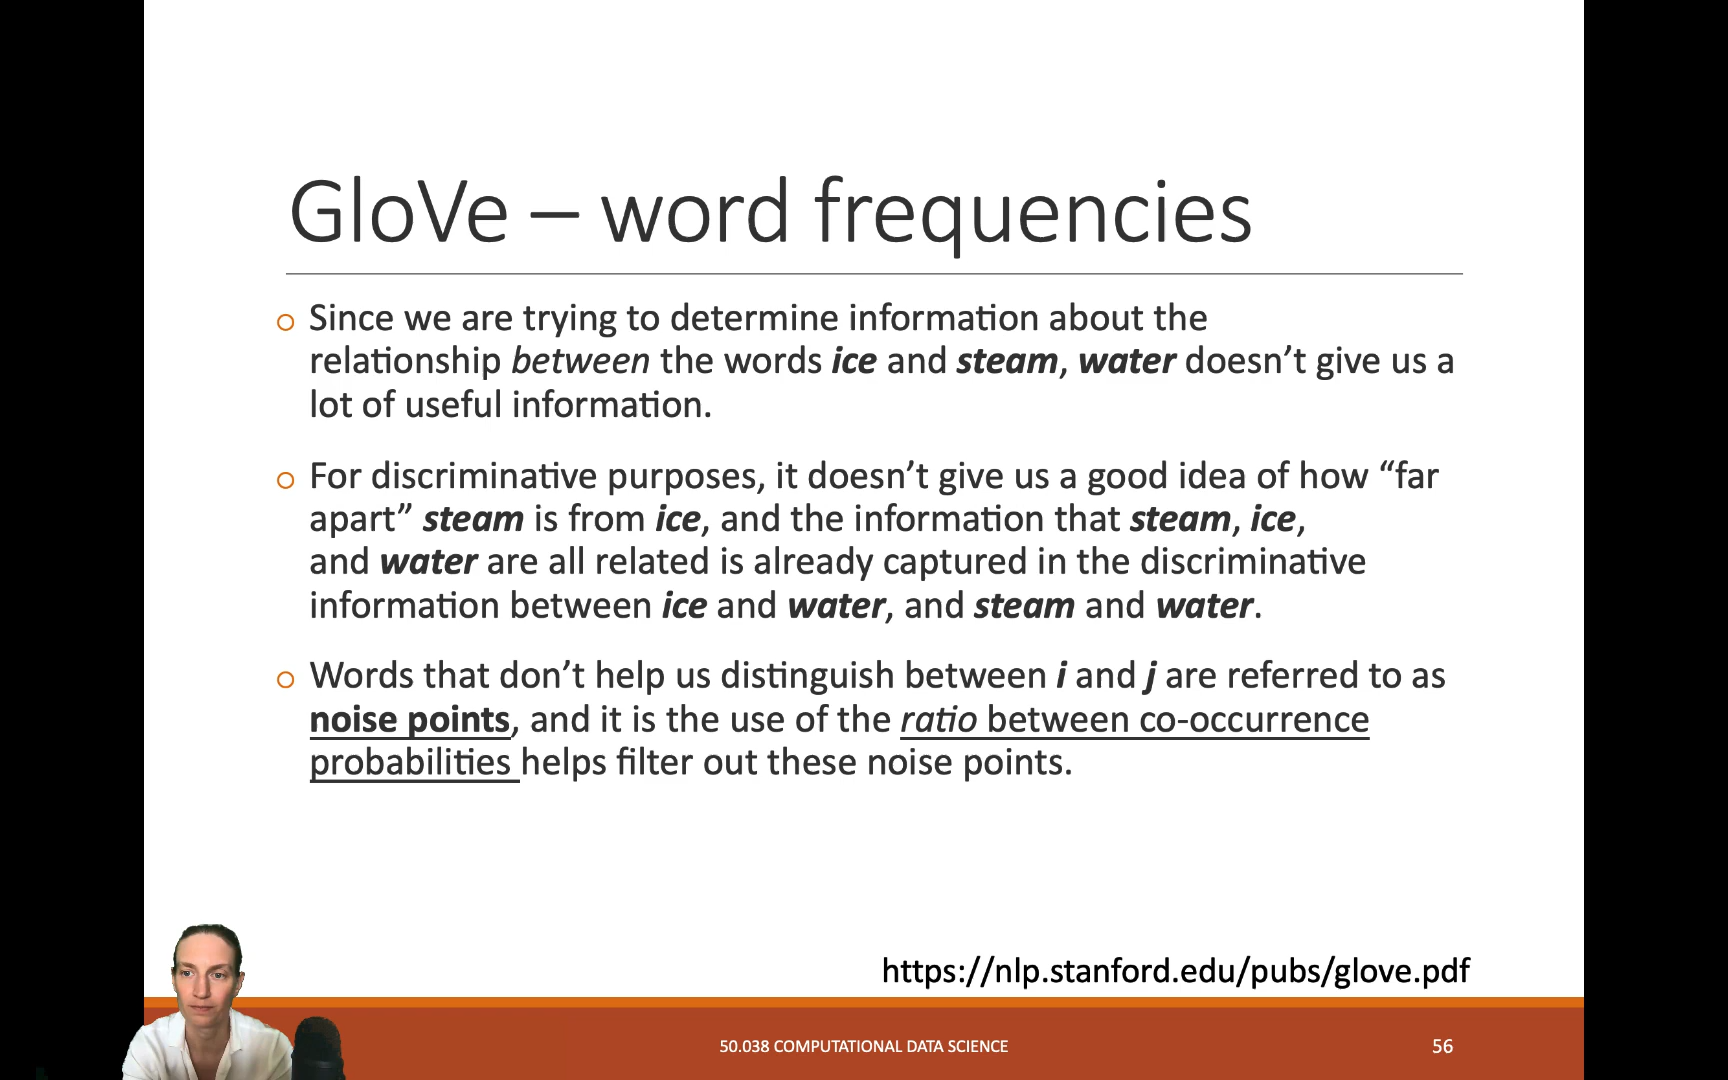 GloVe – word frequencies
Since we are trying to determine information about the
relationship between the words ice and steam, water doesn’t give us a
lot of useful information.
For discriminative purposes, it doesn’t give us a good idea of how “far
apart” steam is from ice, and the information that steam, ice,
and water are all related is already captured in the discriminative
information between ice and water, and steam and water.
Words that don’t help us distinguish between i and j are referred to as
noise points, and it is the use of the ratio between co-occurrence
probabilities helps filter out these noise points.
https://nlp.stanford.edu/pubs/glove.pdf
50.038 COMPUTATIONAL DATA SCIENCE
56